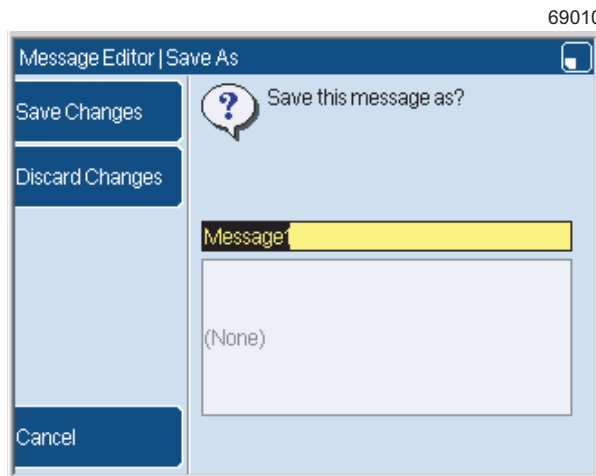 69010
Message Editor | Save As
Save Changes
Save this message as?
Discard Changes
Message1
(None)
Cancel